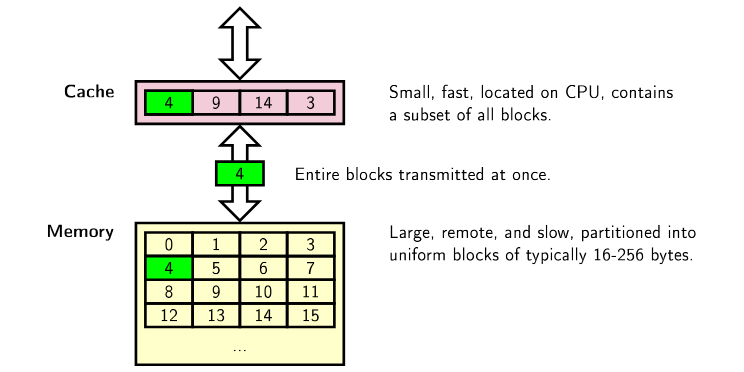 Cache
4 9 14 3
Small, fast, located on CPU, contains
a subset of all blocks.
4
Entire blocks transmitted at once.
Memory
0 1 2 3
4 5 6 7
8 9 10 11
12 13 14 15
...
Large, remote, and slow, partitioned into
uniform blocks of typically 16-256 bytes.